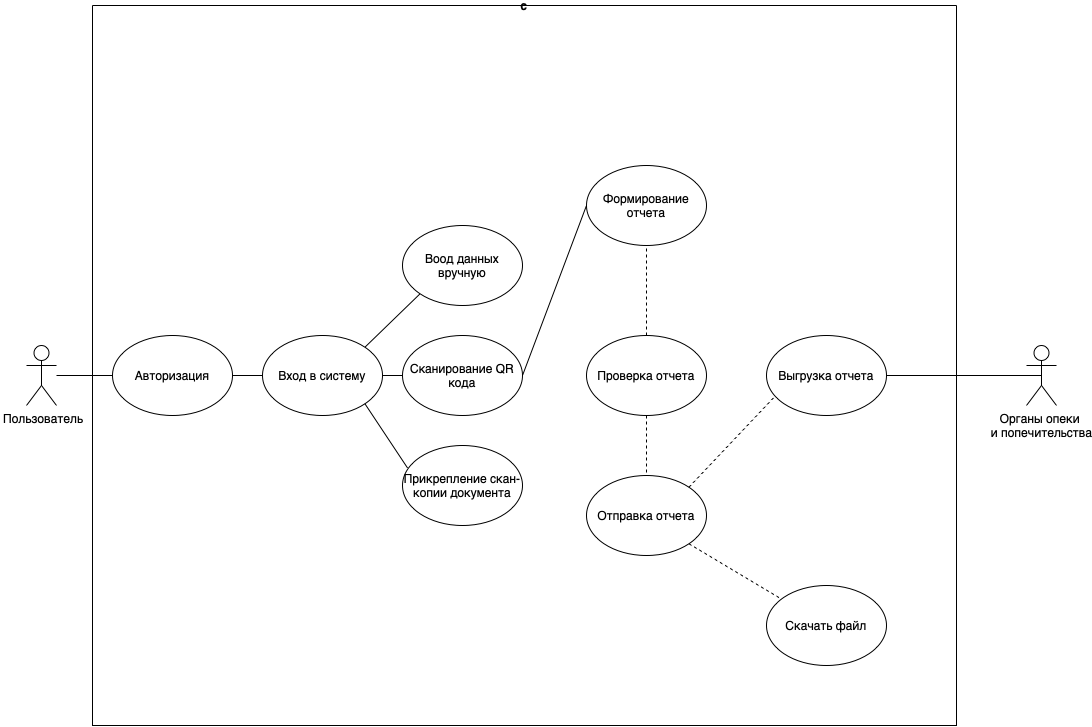 с
Формирование
отчета
Воод данных
вручную
Авторизация
Вход в систему
Сканирование QR
кода
Проверка отчета
Выгрузка отчета
Пользователь
Органы опеки
и попечительства
Прикрепление скан-
копии документа
Отправка отчета
Скачать файл